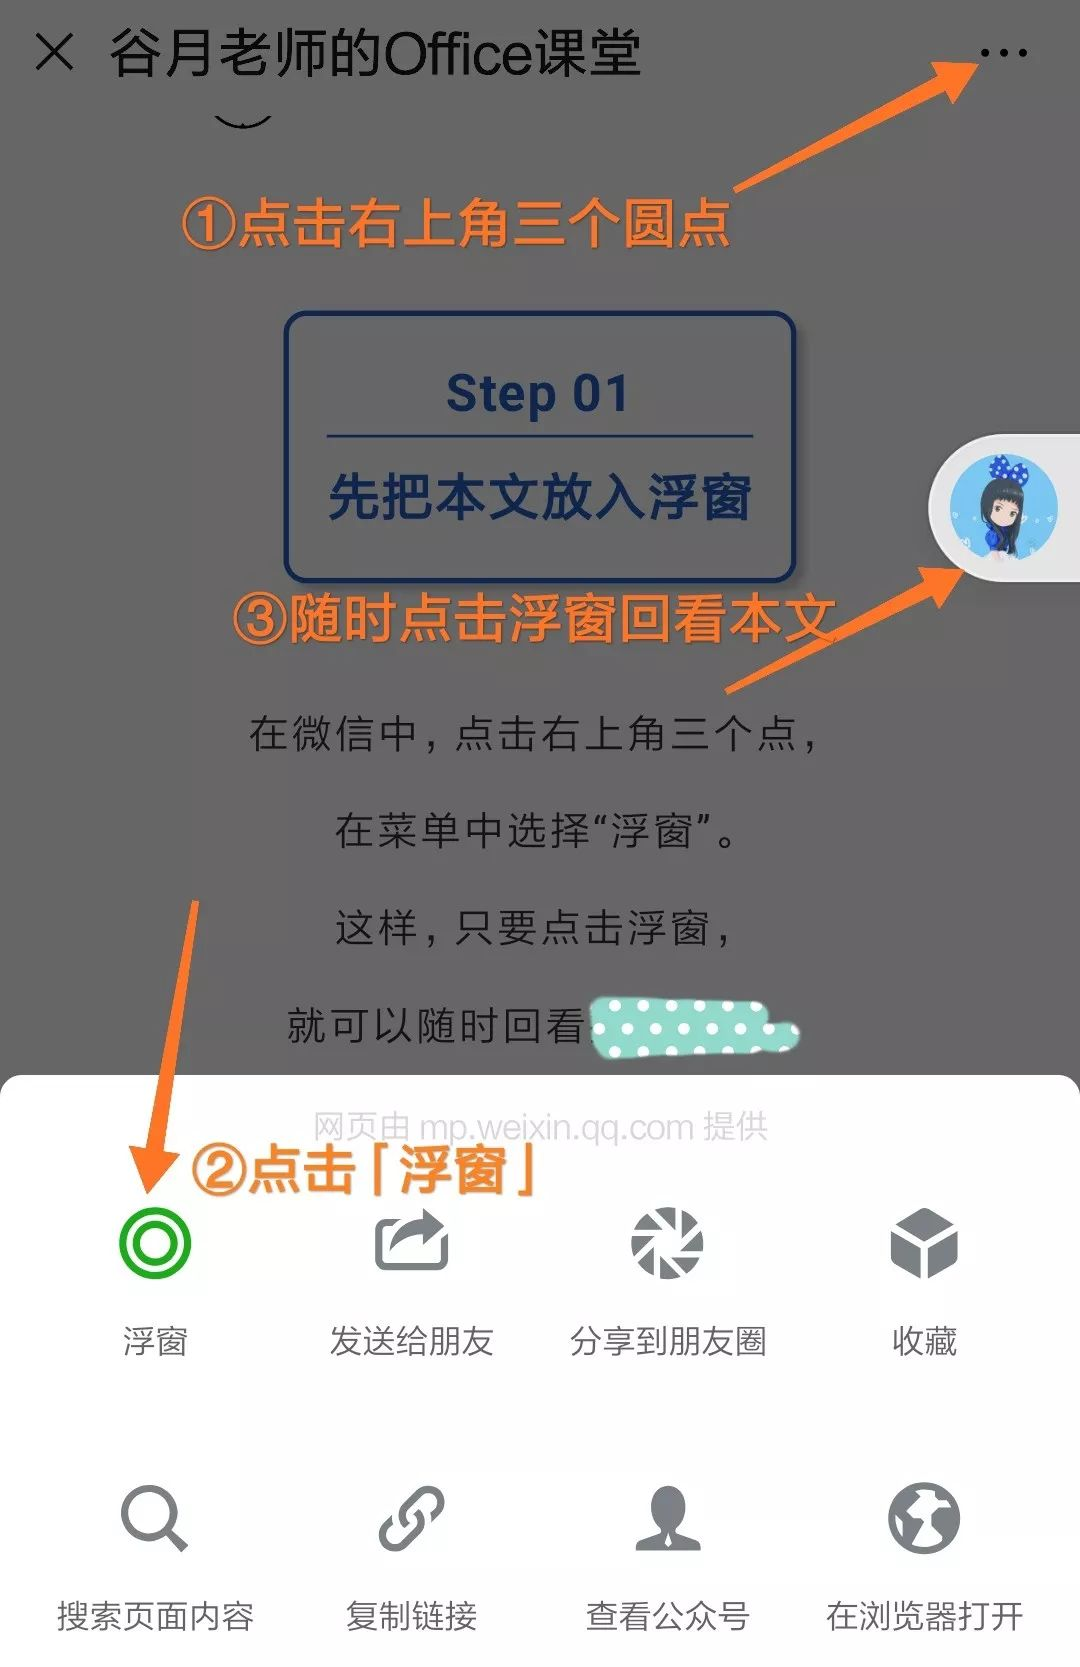 谷月老师的Office课堂
①点击右上角三个圆点
Step 01
先把本文放入浮窗
③随时点击浮窗回看本文
在微信中，点击右上角三个点，
在菜单中选择“浮窗”。
这样，只要点击浮窗，
就可以随时回看
网页由 mp.weixin.qq.com 提供
②点击「浮窗」
浮窗
发送给朋友
分享到朋友圈
收藏
搜索页面内容
复制链接
查看公众号
在浏览器打开